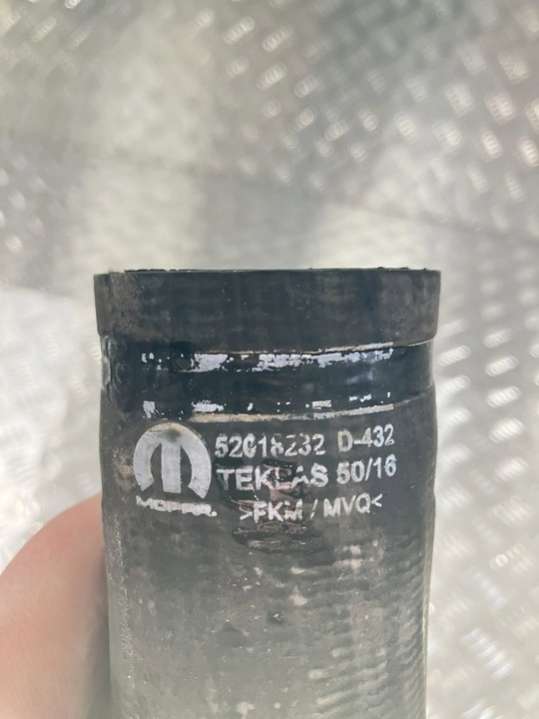 52018232 D-432
TEKLAS 50/16
MOPAR
>FKM / MVQ<